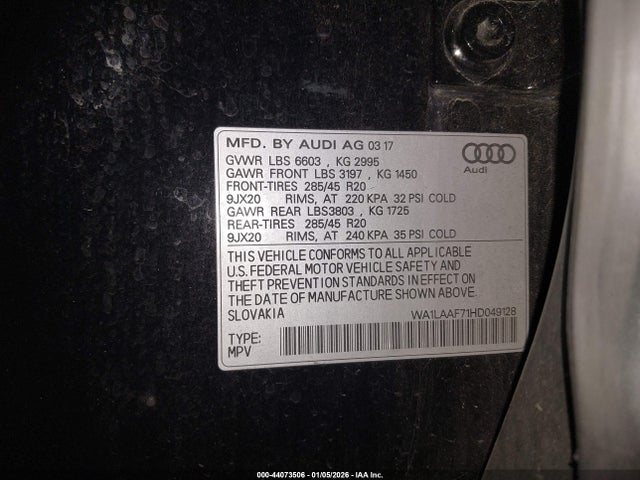 MFD. BY AUDI AG 03 17
GVWR LBS 6603 , KG 2995
GAWR FRONT LBS 3197 , KG 1450
FRONT-TIRES 285/45 R20
9JX20 RIMS, AT 220 KPA 32 PSI COLD
GAWR REAR LBS3803 , KG 1725
REAR-TIRES 285/45 R20
9JX20 RIMS, AT 240 KPA 35 PSI COLD
Audi
THIS VEHICLE CONFORMS TO ALL APPLICABLE
U.S. FEDERAL MOTOR VEHICLE SAFETY AND
THEFT PREVENTION STANDARDS IN EFFECT ON
THE DATE OF MANUFACTURE SHOWN ABOVE.
SLOVAKIA WA1LAAF71HD049128
TYPE:
MPV
000-44073506 - 01/05/2026 - IAA Inc.